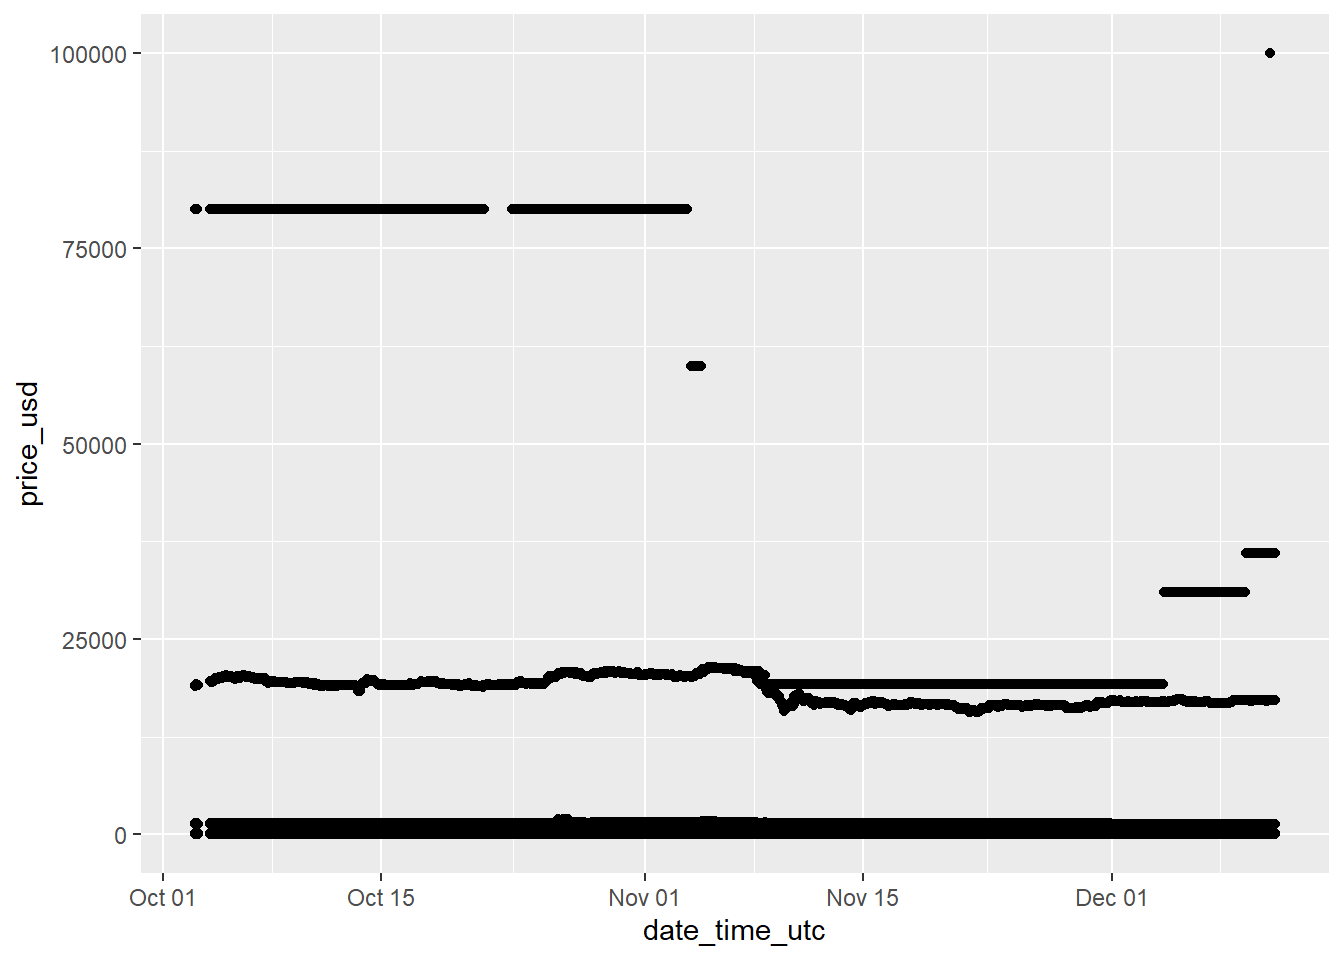 100000
75000
50000
25000
0
price_usd
Oct 01
Oct 15
Nov 01
Nov 15
Dec 01
date_time_utc